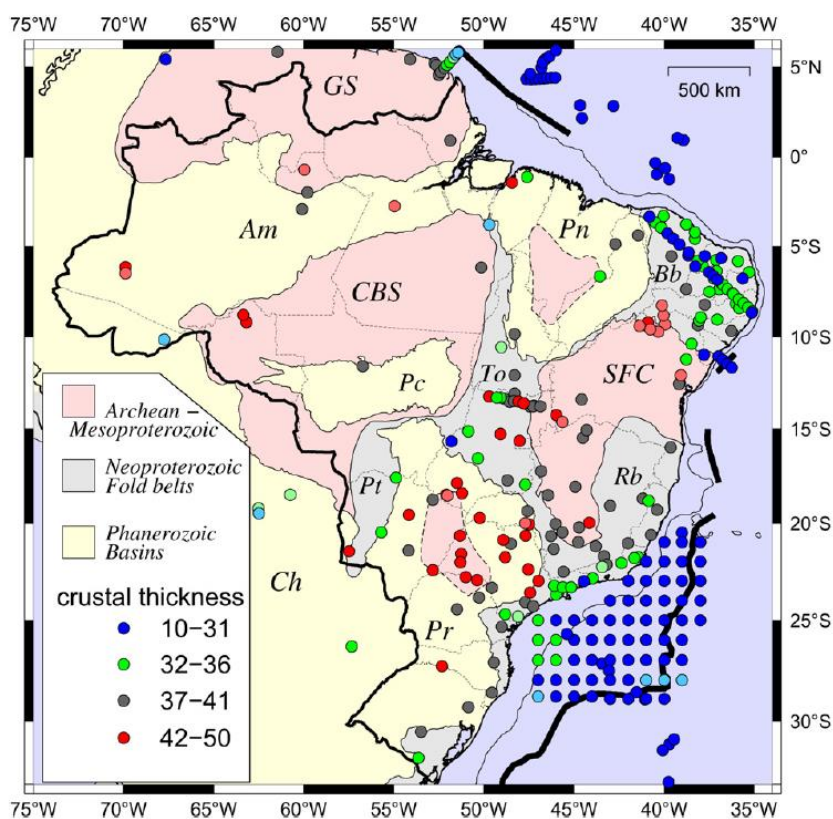 75°W 70°W 65°W 60°W 55°W 50°W 45°W 40°W 35°W
5°N
500 km
GS
0°
Am
Pn
5°S
Bb
CBS
10°S
Pc
To
SFC
Archean –
Mesoproterozoic
15°S
Neoproterozoic
Fold belts
Pt
Rb
Phanerozoic
Basins
20°S
Ch
crustal thickness
10–31
25°S
32–36
Pr
37–41
30°S
42–50
75°W 70°W 65°W 60°W 55°W 50°W 45°W 40°W 35°W